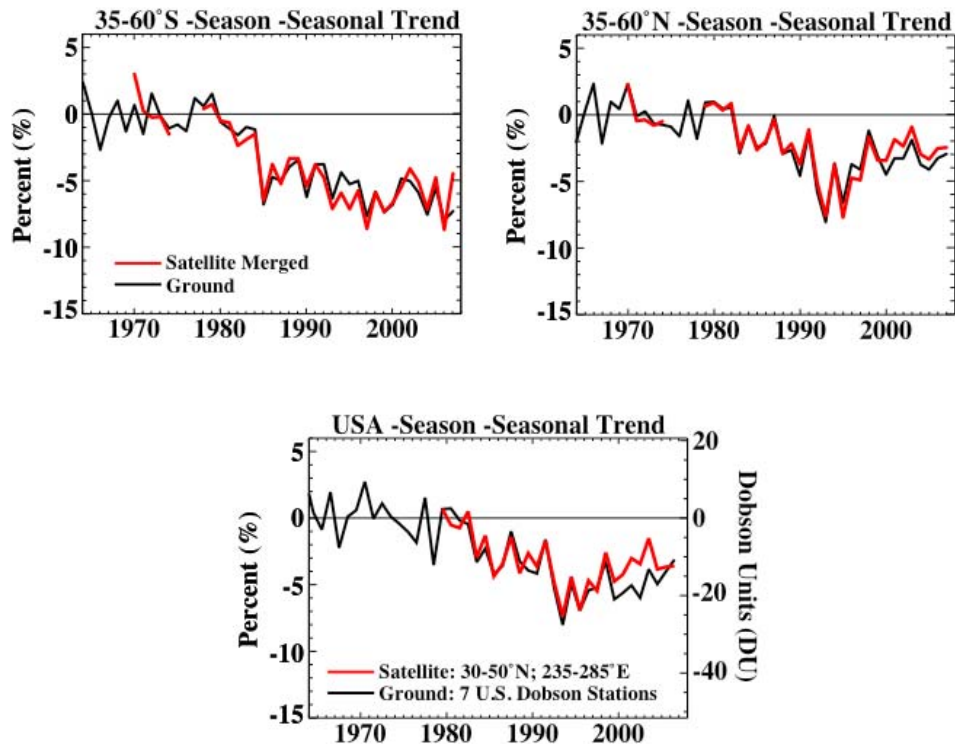 35-60°S -Season -Seasonal Trend
Percent (%)
5
0
-5
-10
-15
Satellite Merged
Ground
1970 1980 1990 2000
35-60°N -Season -Seasonal Trend
Percent (%)
5
0
-5
-10
-15
1970 1980 1990 2000
USA -Season -Seasonal Trend
Percent (%)
5
0
-5
-10
-15
20
0
-20
-40
Dobson Units (DU)
Satellite: 30-50°N; 235-285°E
Ground: 7 U.S. Dobson Stations
1970 1980 1990 2000